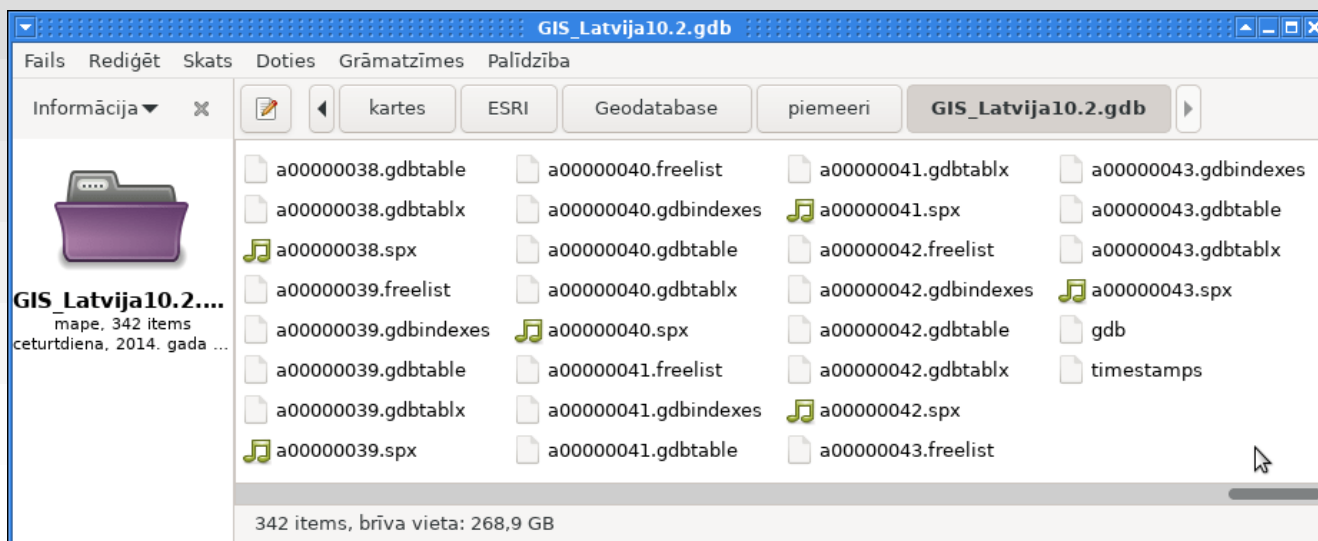 GIS_Latvija10.2.gdb
Fails Rediģēt Skats Doties Grāmatzīmes Palīdzība
Informācija kartes ESRI Geodatabase piemeeri GIS_Latvija10.2.gdb
a00000038.gdbtable a00000040.freelist a00000041.gdbtablx a00000043.gdbindexes
a00000038.gdbtablx a00000040.gdbindexes a00000041.spx a00000043.gdbtable
a00000038.spx a00000040.gdbtable a00000042.freelist a00000043.gdbtablx
a00000039.freelist a00000040.gdbtablx a00000042.gdbindexes a00000043.spx
a00000039.gdbindexes a00000040.spx a00000042.gdbtable gdb
a00000039.gdbtable a00000041.freelist a00000042.gdbtablx timestamps
a00000039.gdbtablx a00000041.gdbindexes a00000042.spx
a00000039.spx a00000041.gdbtable a00000043.freelist
GIS_Latvija10.2....
mape, 342 items
ceturtdiena, 2014. gada ...
342 items, brīva vieta: 268,9 GB